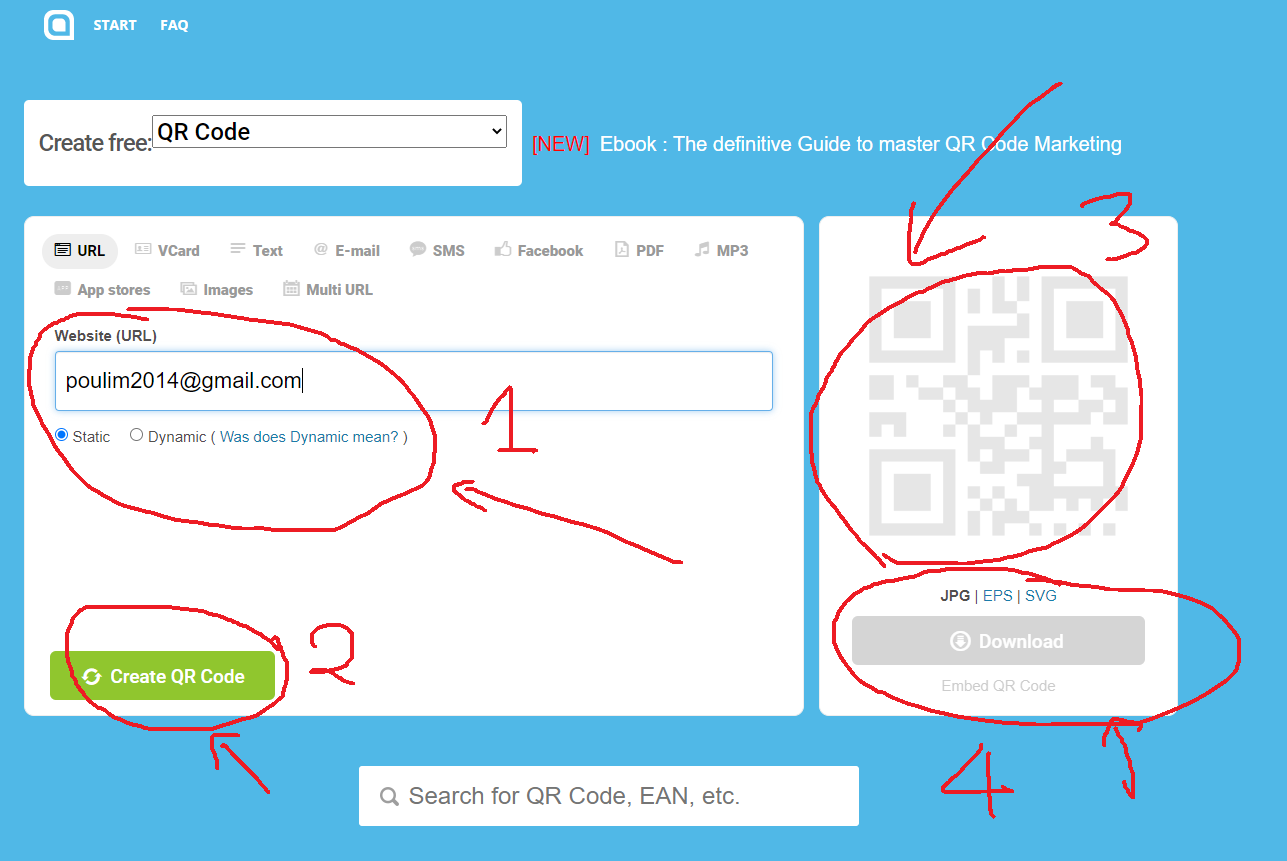 START FAQ
Create free: QR Code
[NEW] Ebook : The definitive Guide to master QR Code Marketing
URL VCard Text E-mail SMS Facebook PDF MP3
App stores Images Multi URL
Website (URL)
poulim2014@gmail.com
Static Dynamic ( Was does Dynamic mean? )
1
Create QR Code
2
3
JPG | EPS | SVG
Download
Embed QR Code
4
Search for QR Code, EAN, etc.